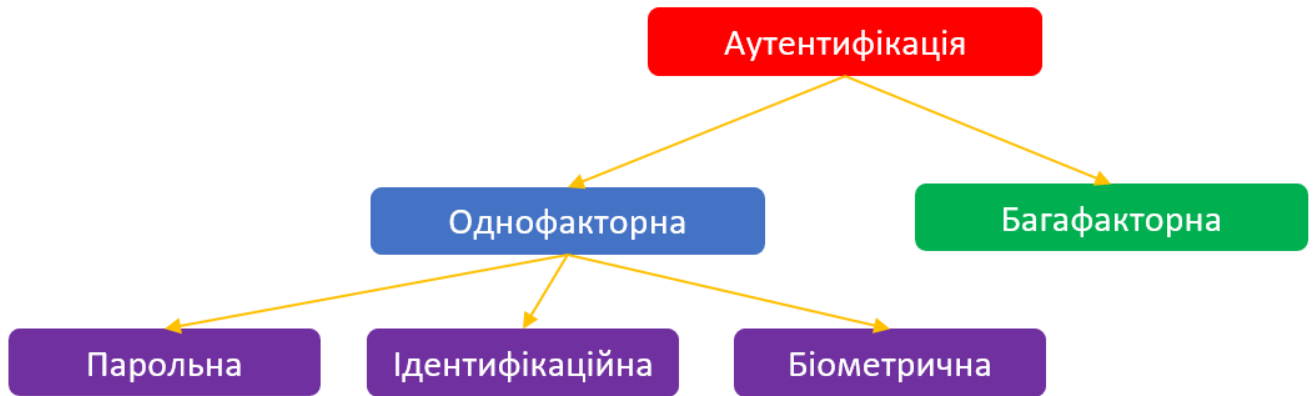 Аутентифікація
Однофакторна
Багафакторна
Парольна
Ідентифікаційна
Біометрична